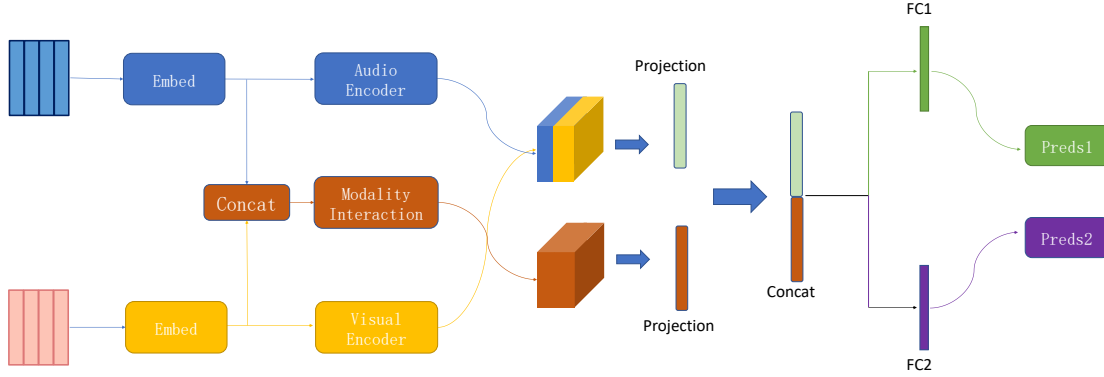 FC1
Embed
Audio
Encoder
Projection
Preds1
Concat
Modality
Interaction
Preds2
Concat
Embed
Visual
Encoder
Projection
FC2